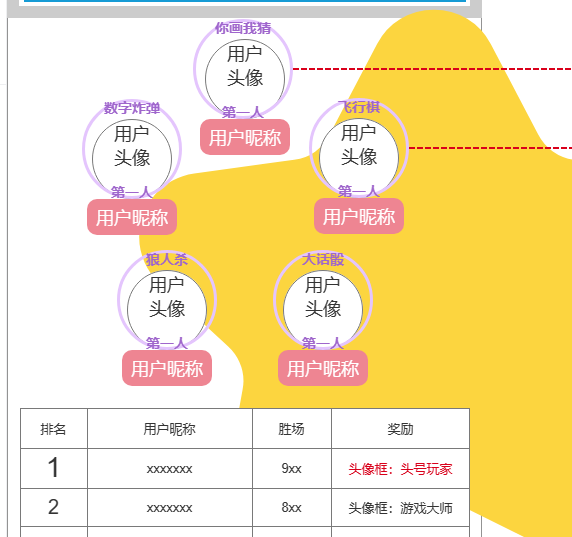 你画我猜
用户
头像
第一人
用户昵称
数字炸弹
用户
头像
第一人
用户昵称
飞行棋
用户
头像
第一人
用户昵称
狼人杀
用户
头像
第一人
用户昵称
大话骰
用户
头像
第一人
用户昵称
排名 用户昵称 胜场 奖励
1 xxxxxxx 9xx 头像框：头号玩家
2 xxxxxxx 8xx 头像框：游戏大师